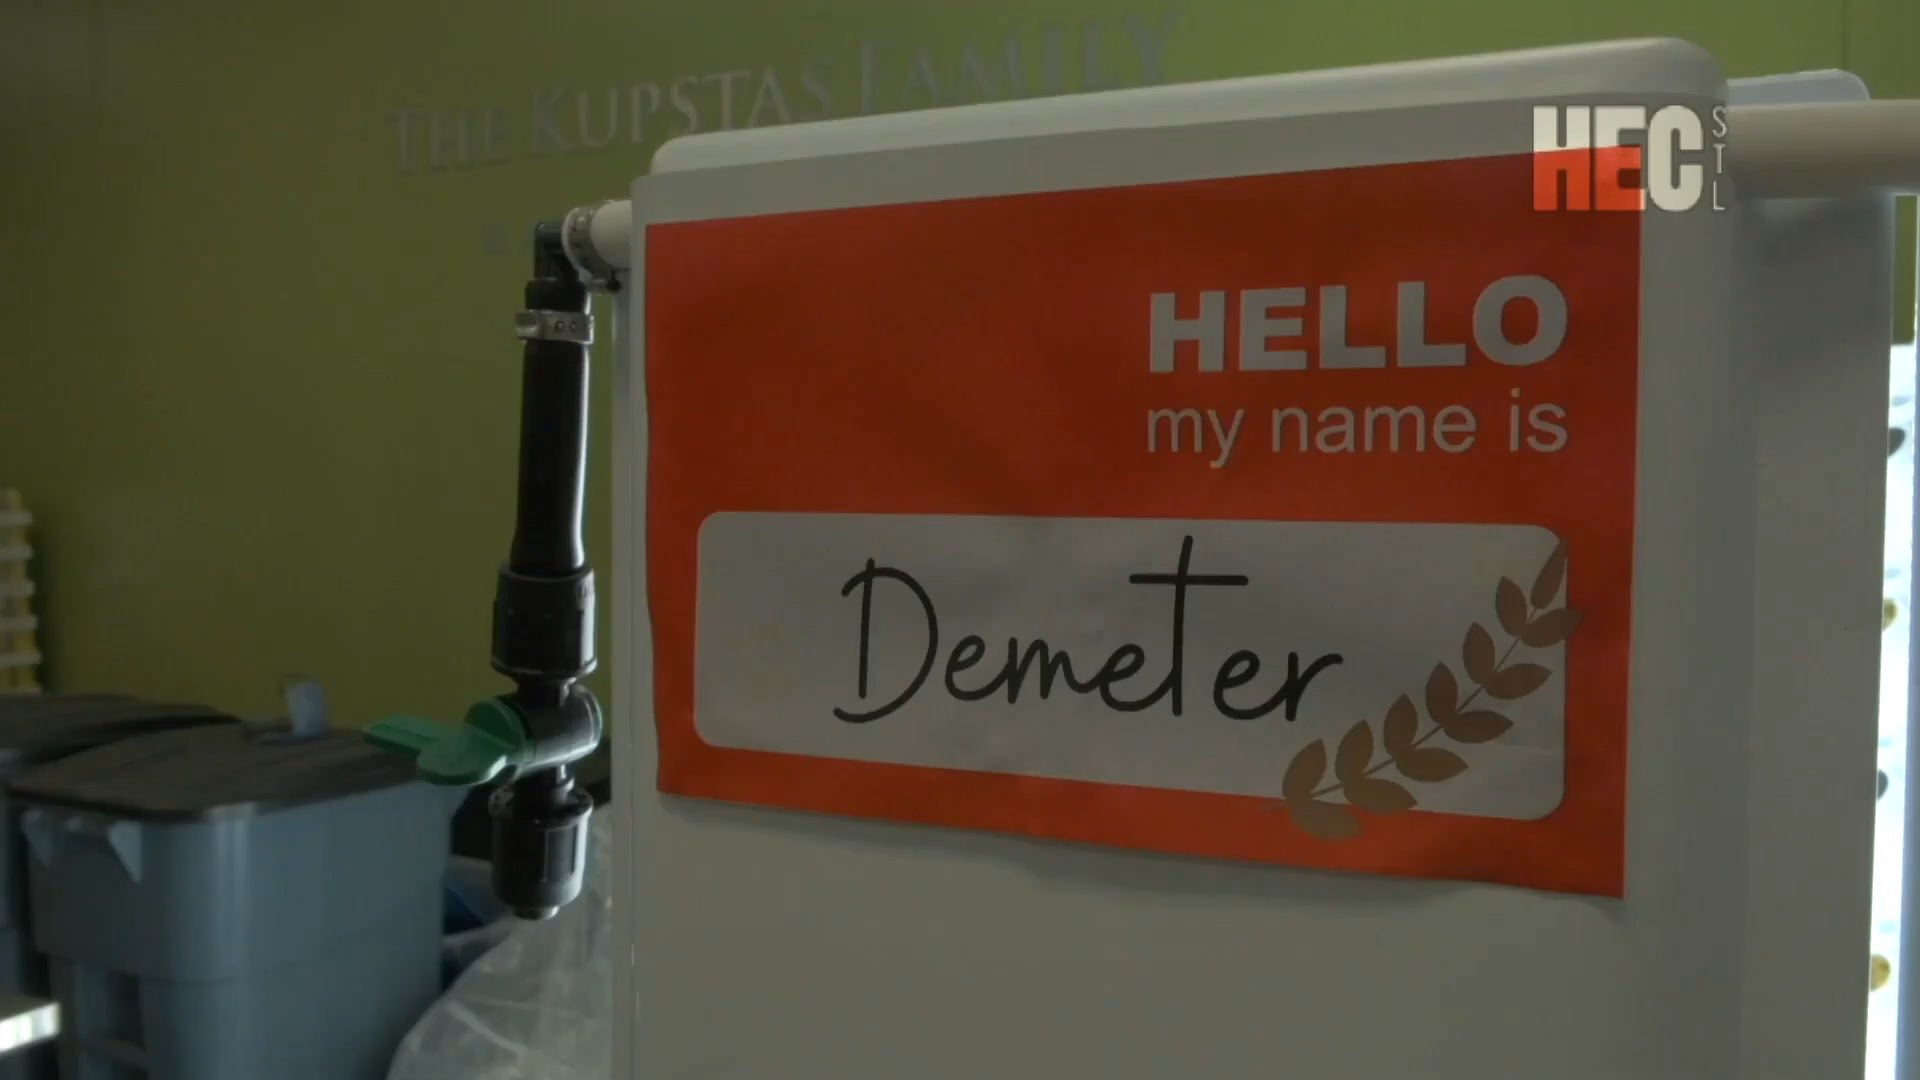 THE KUPSTAS FAMILY
HEC
STL
HELLO
my name is
Demeter